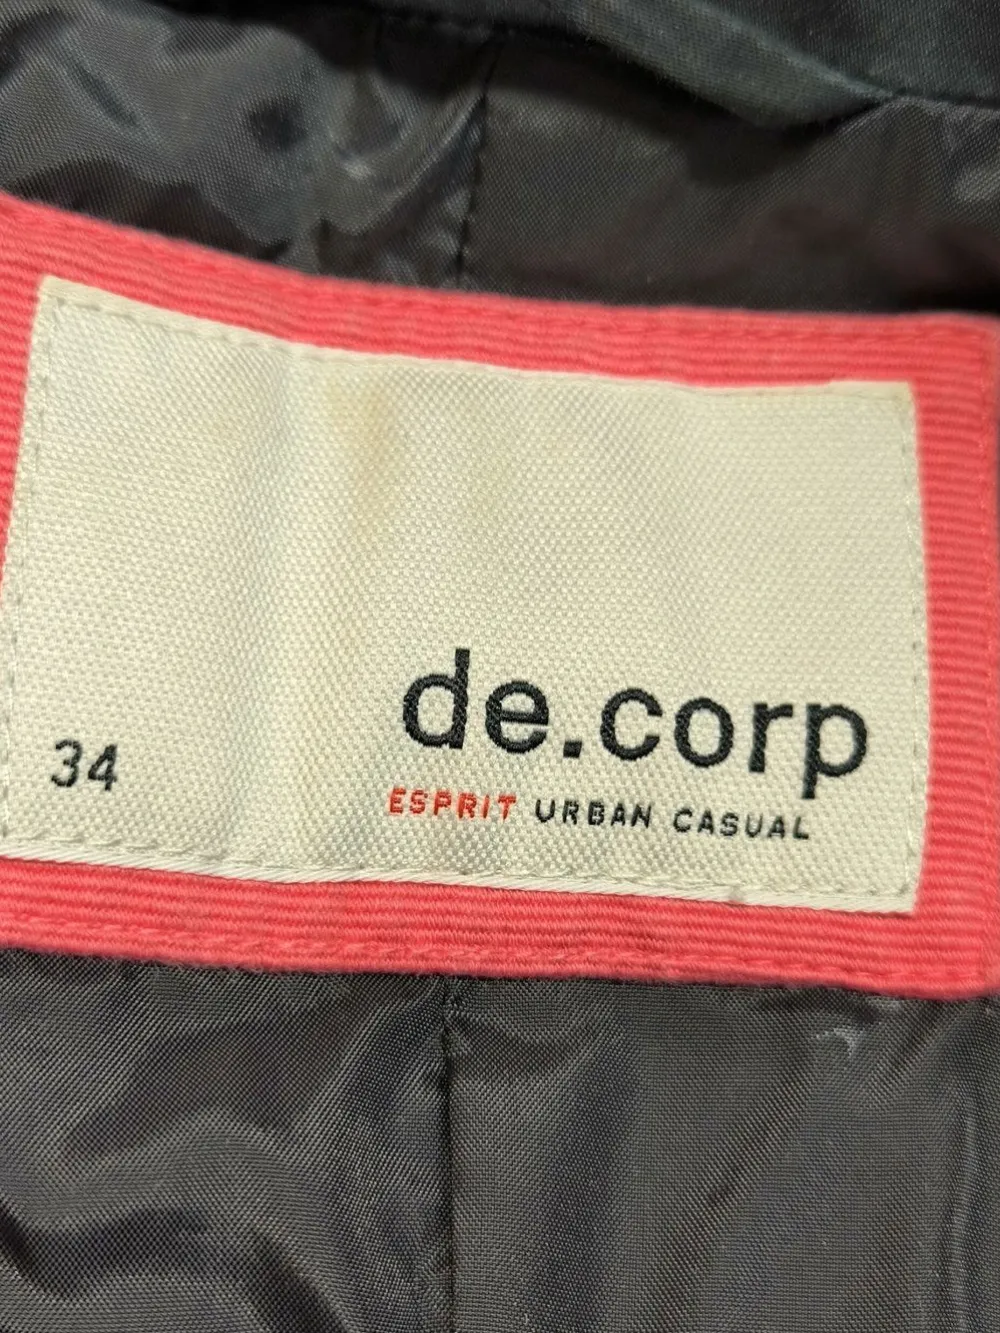 de.corp
34
ESPRIT URBAN CASUAL